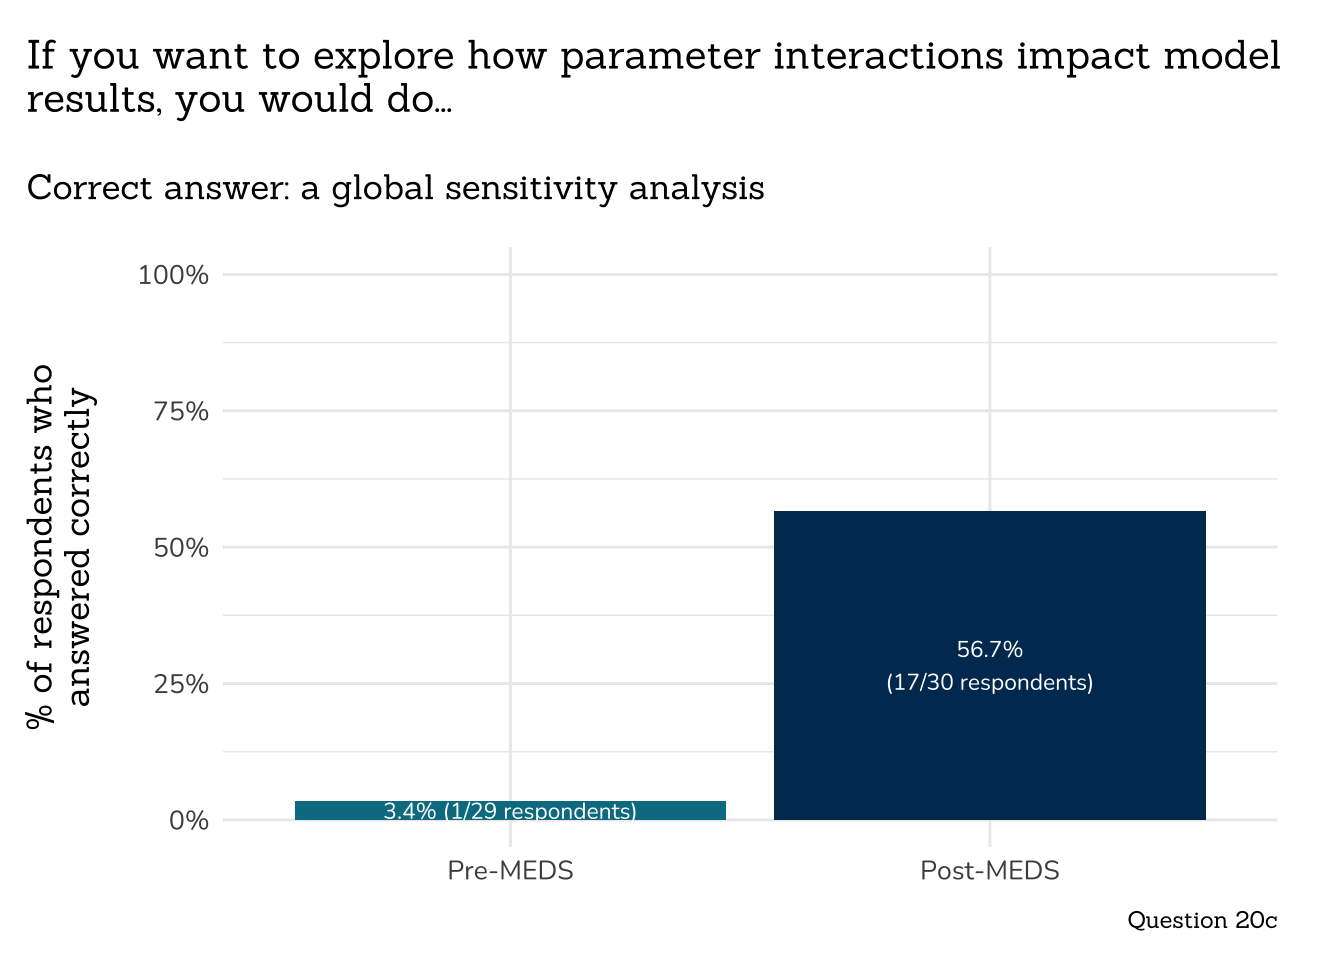 If you want to explore how parameter interactions impact model
results, you would do...
Correct answer: a global sensitivity analysis
% of respondents who
answered correctly
100%
75%
50%
25%
0%
3.4% (1/29 respondents)
56.7%
(17/30 respondents)
Pre-MEDS
Post-MEDS
Question 20c